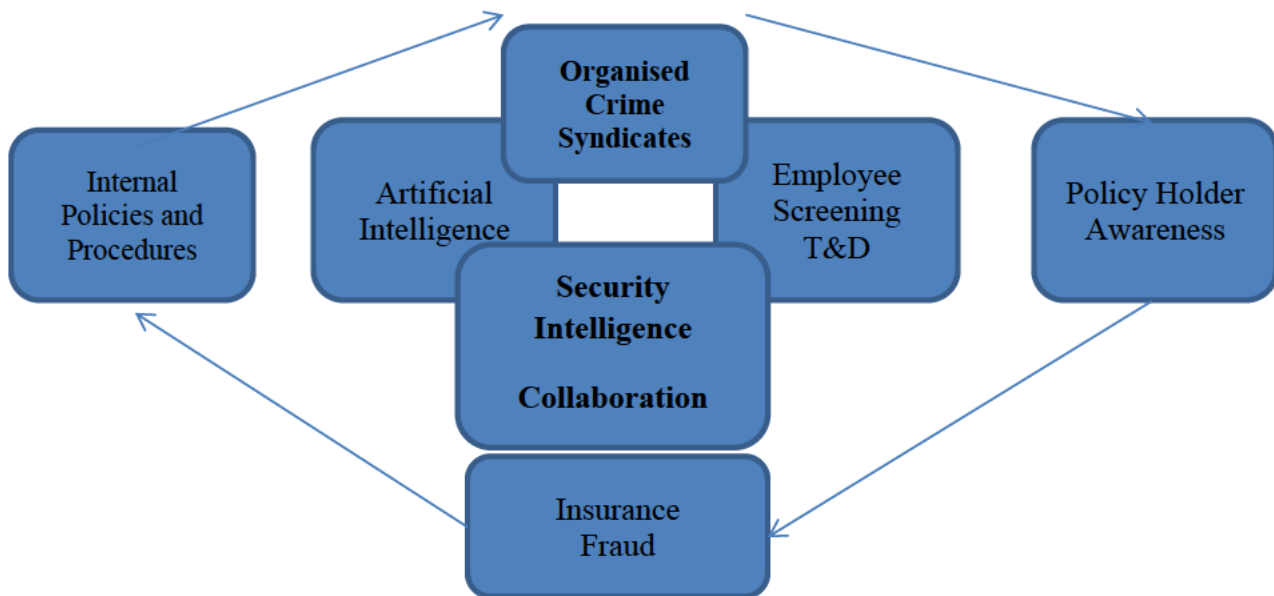 Organised
Crime
Syndicates
Internal
Policies and
Procedures
Artificial
Intelligence
Employee
Screening
T&D
Policy Holder
Awareness
Security
Intelligence
Collaboration
Insurance
Fraud